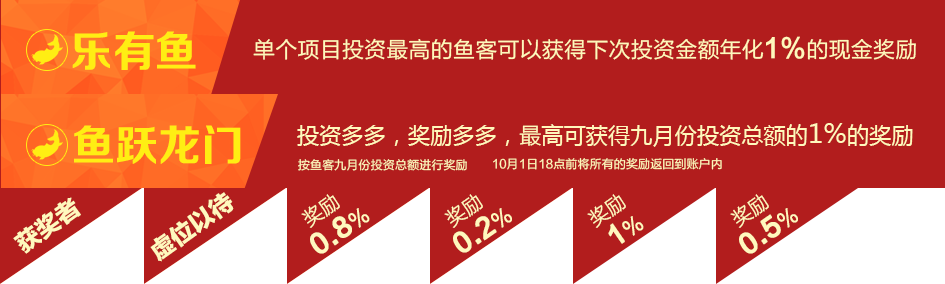 乐有鱼
单个项目投资最高的鱼客可以获得下次投资金额年化1%的现金奖励
鱼跃龙门
投资多多，奖励多多，最高可获得九月份投资总额的1%的奖励
按鱼客九月份投资总额进行奖励 10月1日18点前将所有的奖励返回到账户内
获奖者
虚位以待
奖励
0.8%
奖励
0.2%
奖励
1%
奖励
0.5%